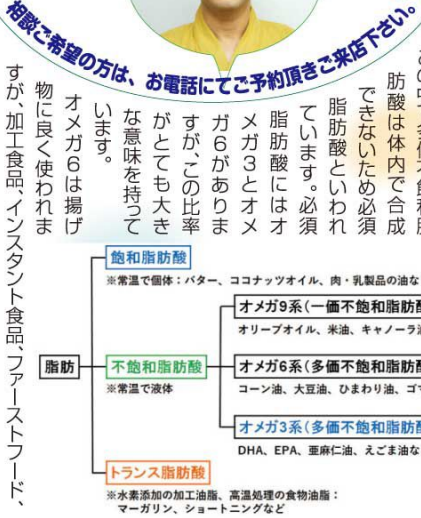 相談ご希望の方は、お電話にてご予約頂きご来店下さい。
肪酸は体内で合成
できないため必須
脂肪酸といわれ
ています。必須
脂肪酸にはオ
メガ3とオメ
ガ6がありま
すが、この比率
がとても大き
な意味を持って
います。
オメガ6は揚げ
物に良く使われま
すが、加工食品、インスタント食品、ファーストフード、
脂肪
飽和脂肪酸
※常温で個体：バター、ココナッツオイル、肉・乳製品の油な
不飽和脂肪酸
※常温で液体
オメガ9系(一価不飽和脂肪酸
オリーブオイル、米油、キャノーラ油
オメガ6系(多価不飽和脂肪酸
コーン油、大豆油、ひまわり油、ゴマ
オメガ3系(多価不飽和脂肪酸
DHA、EPA、亜麻仁油、えごま油な
トランス脂肪酸
※水素添加の加工油脂、高温処理の食物油脂：
マーガリン、ショートニングなど